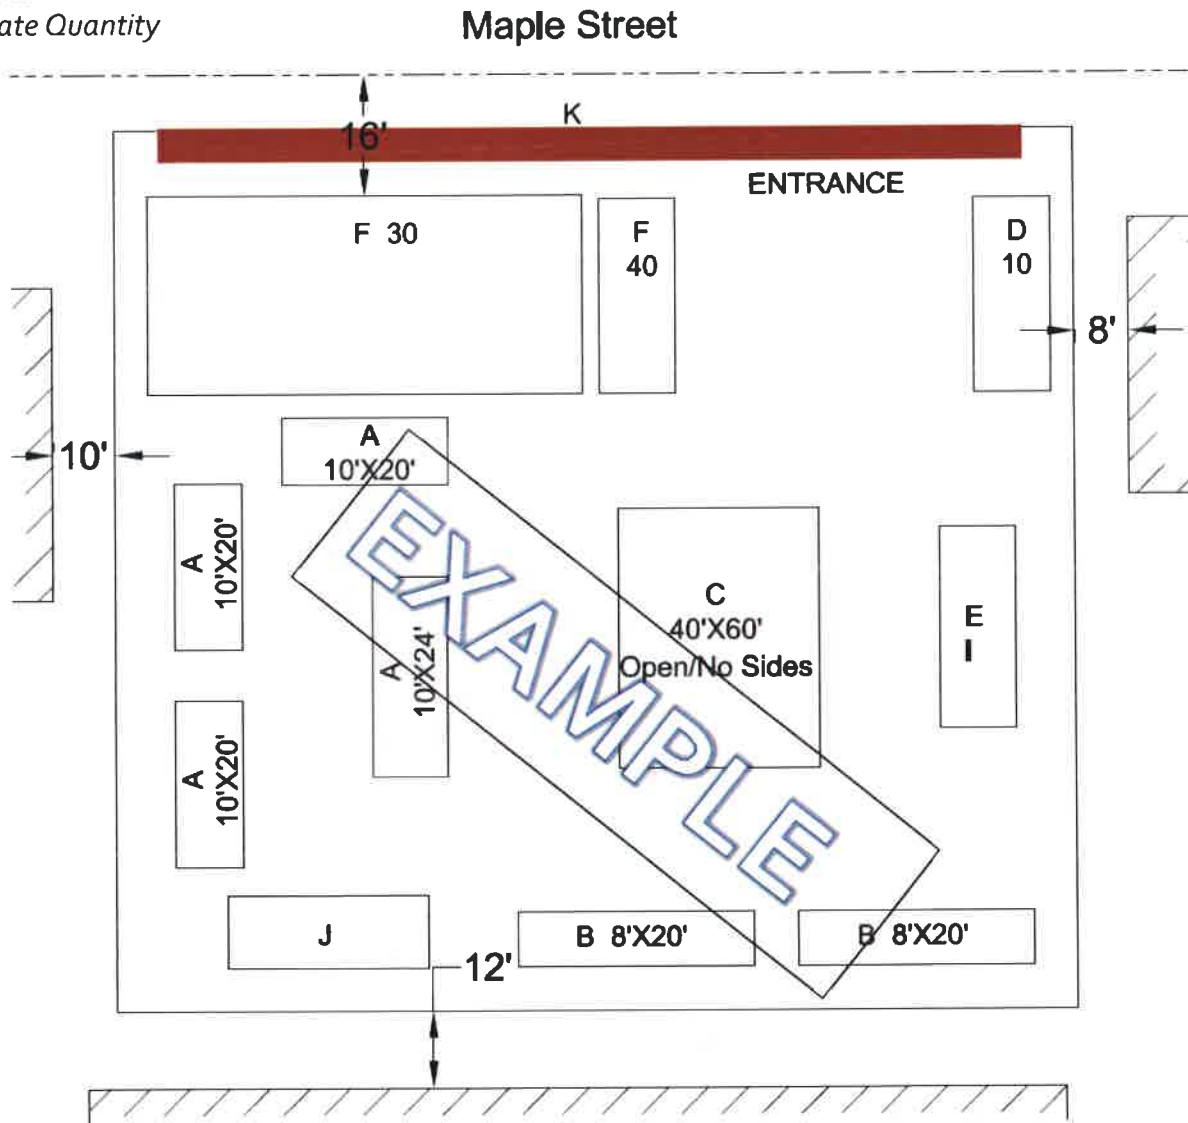 ate Quantity
Maple Street
K
16'
ENTRANCE
F 30
F
40
D
10
8'
10'
A
10'X20'
A
10'X20'
EXAMPLE
C
40'X60'
Open/No Sides
E
I
A
10'X24'
A
10'X20'
J
B 8'X20'
B 8'X20'
12'